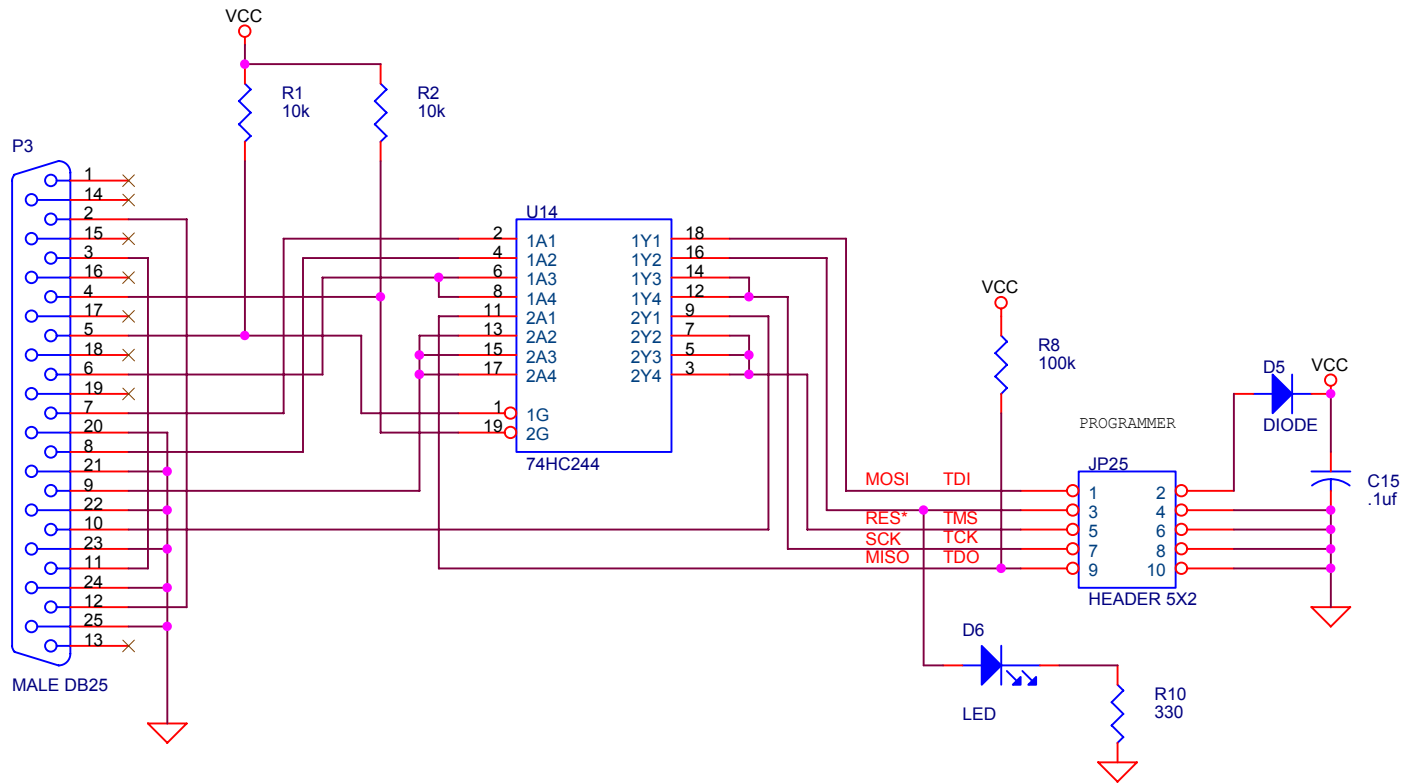 VCC
R1
10k
R2
10k
P3
1
14
2
15
3
16
4
17
5
18
6
19
7
20
8
21
9
22
10
23
11
24
12
25
13
MALE DB25
U14
2 1A1 1Y1 18
4 1A2 1Y2 16
6 1A3 1Y3 14
8 1A4 1Y4 12
11 2A1 2Y1 9
13 2A2 2Y2 7
15 2A3 2Y3 5
17 2A4 2Y4 3
1 1G
19 2G
74HC244
VCC
R8
100k
D5
DIODE
VCC
C15
.1uf
PROGRAMMER
JP25
MOSI TDI 1 2
3 4
RES* TMS 5 6
SCK TCK 7 8
MISO TDO 9 10
HEADER 5X2
D6
LED
R10
330